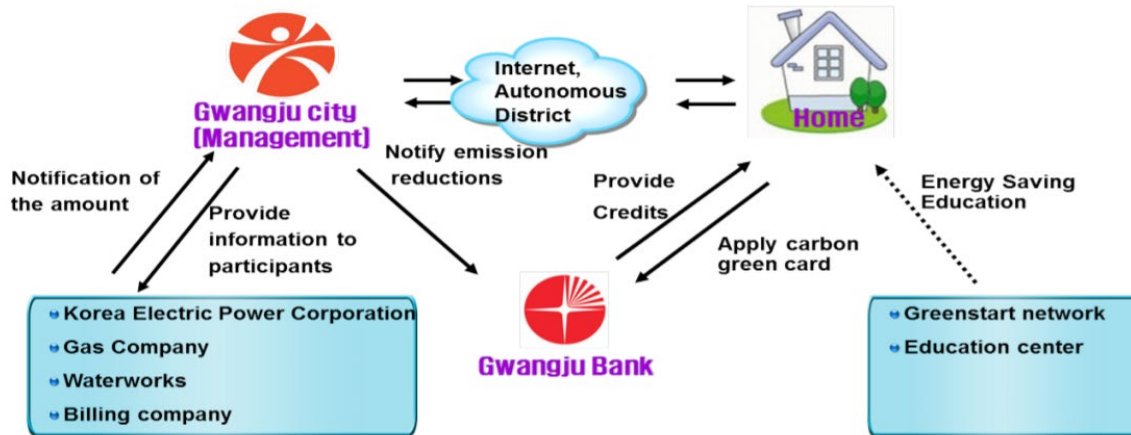 Internet,
Autonomous
District
Gwangju city
(Management)
Home
Notify emission
reductions
Notification of
the amount
Provide
information to
participants
Provide
Credits
Apply carbon
green card
Energy Saving
Education
Korea Electric Power Corporation
Gas Company
Waterworks
Billing company
Gwangju Bank
Greenstart network
Education center